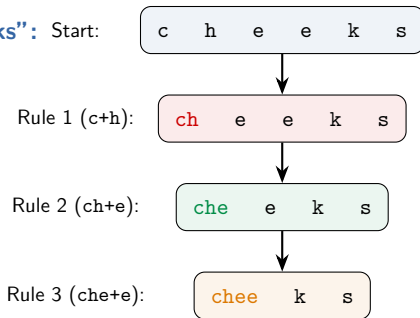 ks”: Start: c h e e k s
Rule 1 (c+h): ch e e k s
Rule 2 (ch+e): che e k s
Rule 3 (che+e): chee k s